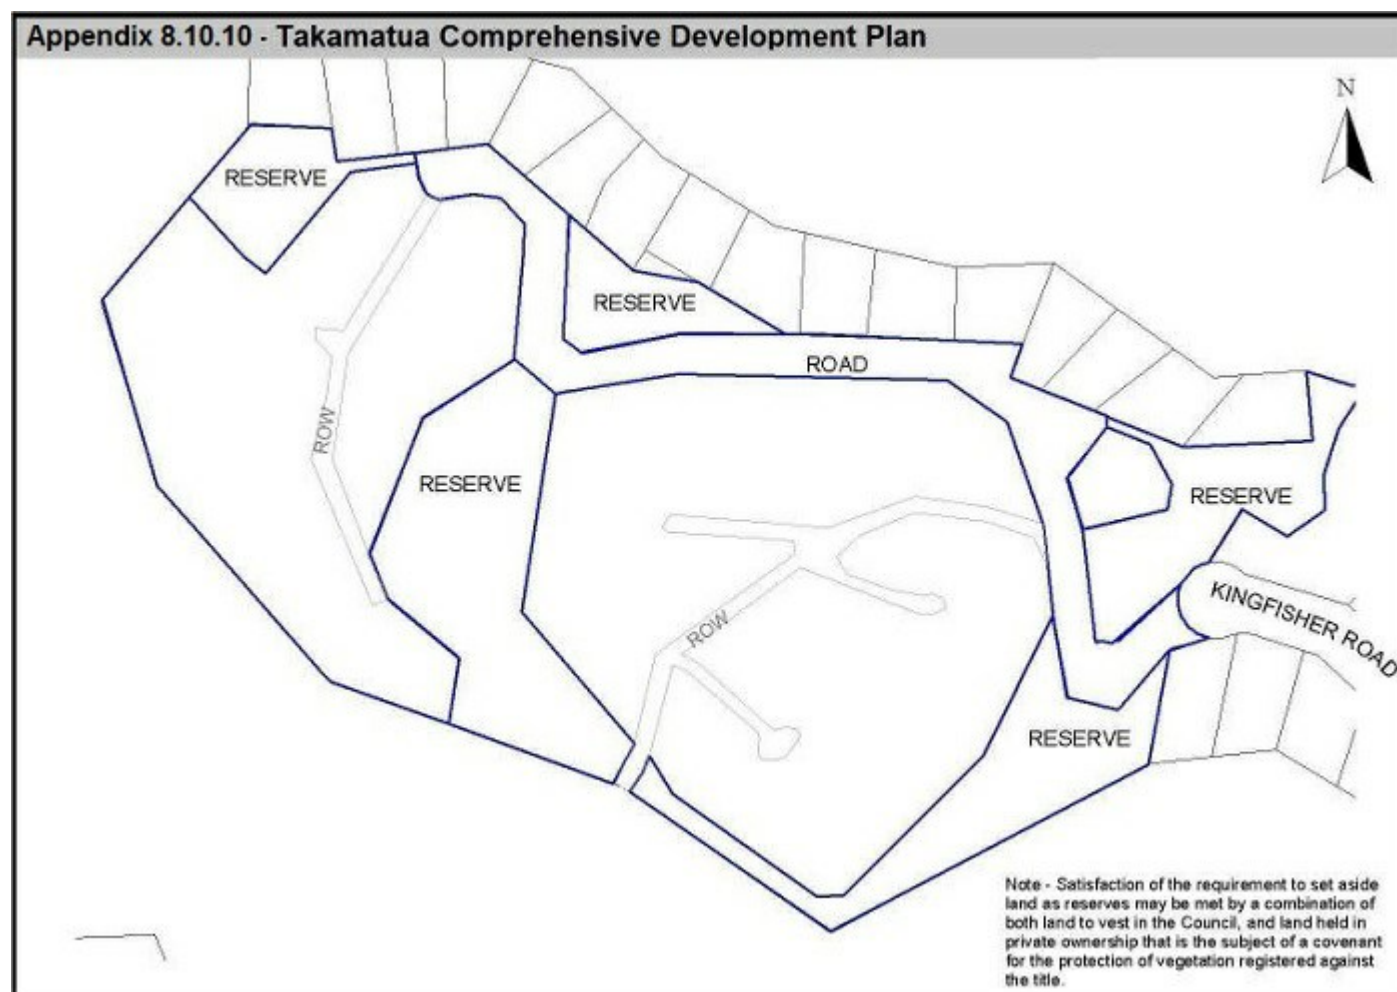 Appendix 8.10.10 - Takamatua Comprehensive Development Plan
N
RESERVE
RESERVE
ROAD
ROW
RESERVE
RESERVE
KINGFISHER ROAD
ROW
RESERVE
Note - Satisfaction of the requirement to set aside
land as reserves may be met by a combination of
both land to vest in the Council, and land held in
private ownership that is the subject of a covenant
for the protection of vegetation registered against
the title.